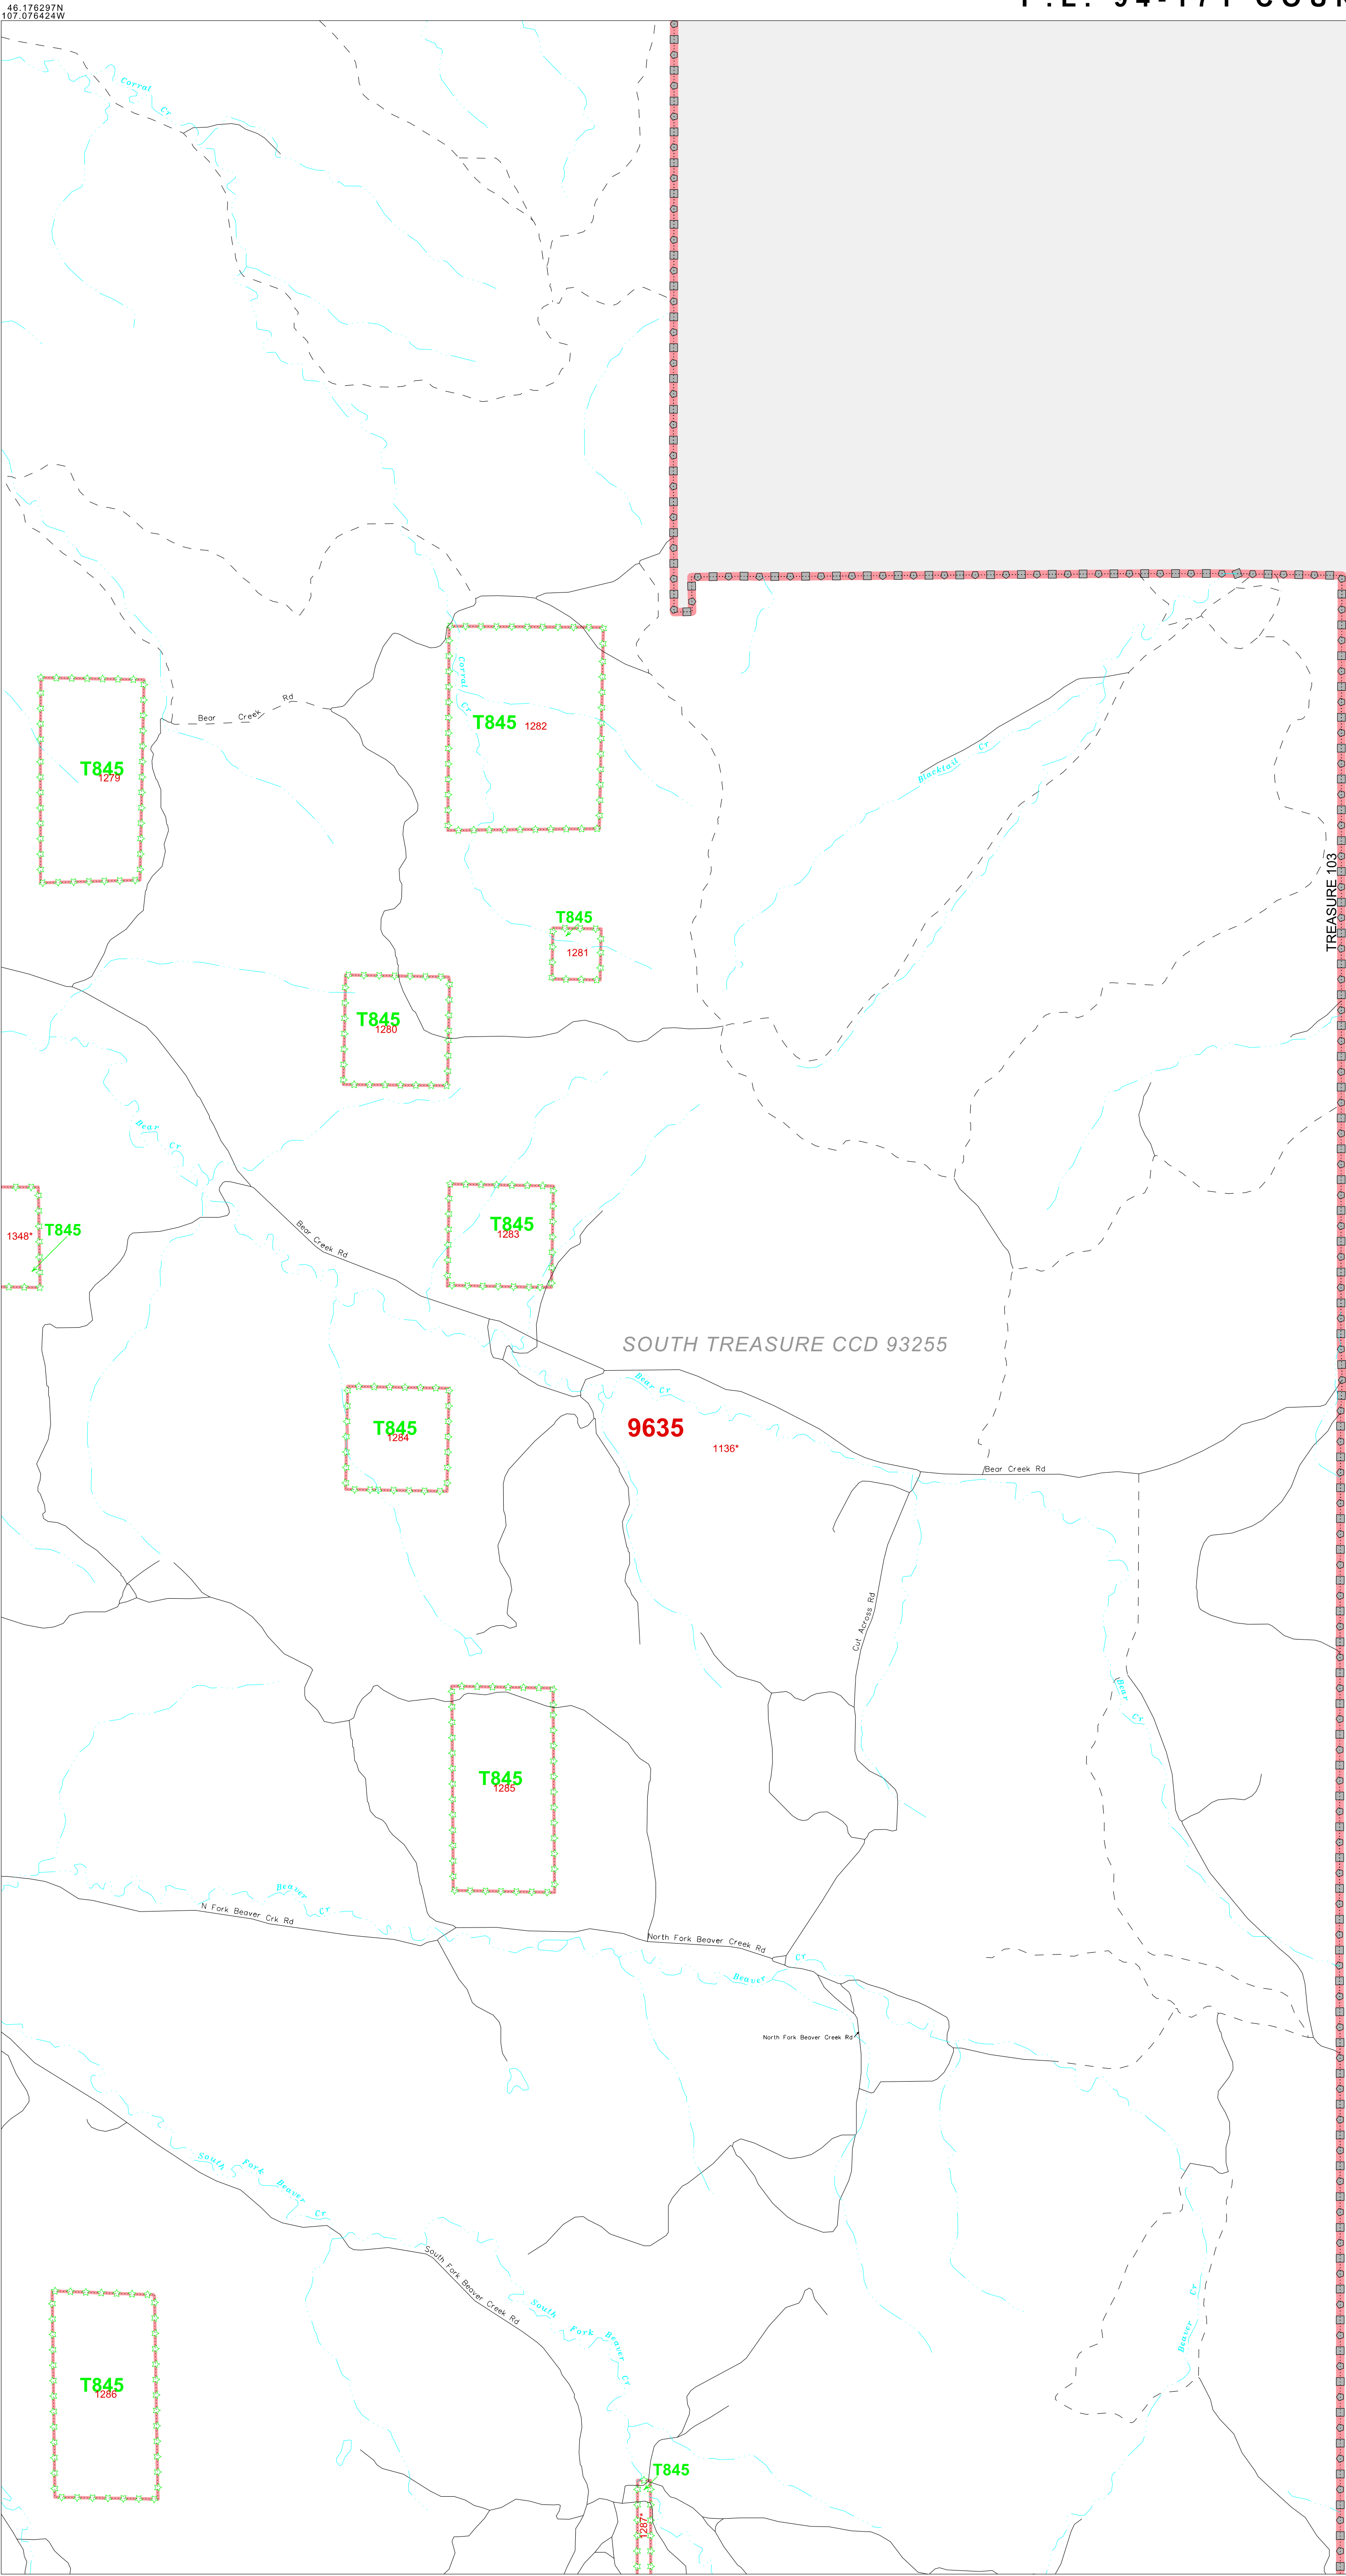 46.176297N
107.076424W
P.L. 94-171 COU
Corral Cr
Bear Creek Rd
Corral Cr
T845
1282
T845
1279
Blacktail Cr
TREASURE 103
T845
1281
T845
1280
Bear Cr
T845
1283
1348*
T845
Bear Creek Rd
SOUTH TREASURE CCD 93255
Bear Cr
T845
1284
9635
1136*
Bear Creek Rd
Cut Across Rd
Bear Cr
T845
1285
Beaver Cr
N Fork Beaver Crk Rd
North Fork Beaver Creek Rd
Beaver Cr
North Fork Beaver Creek Rd
South Fork Beaver Cr
South Fork Beaver Creek Rd
South Fork Beaver Cr
Beaver Cr
T845
1286
T845
1287*